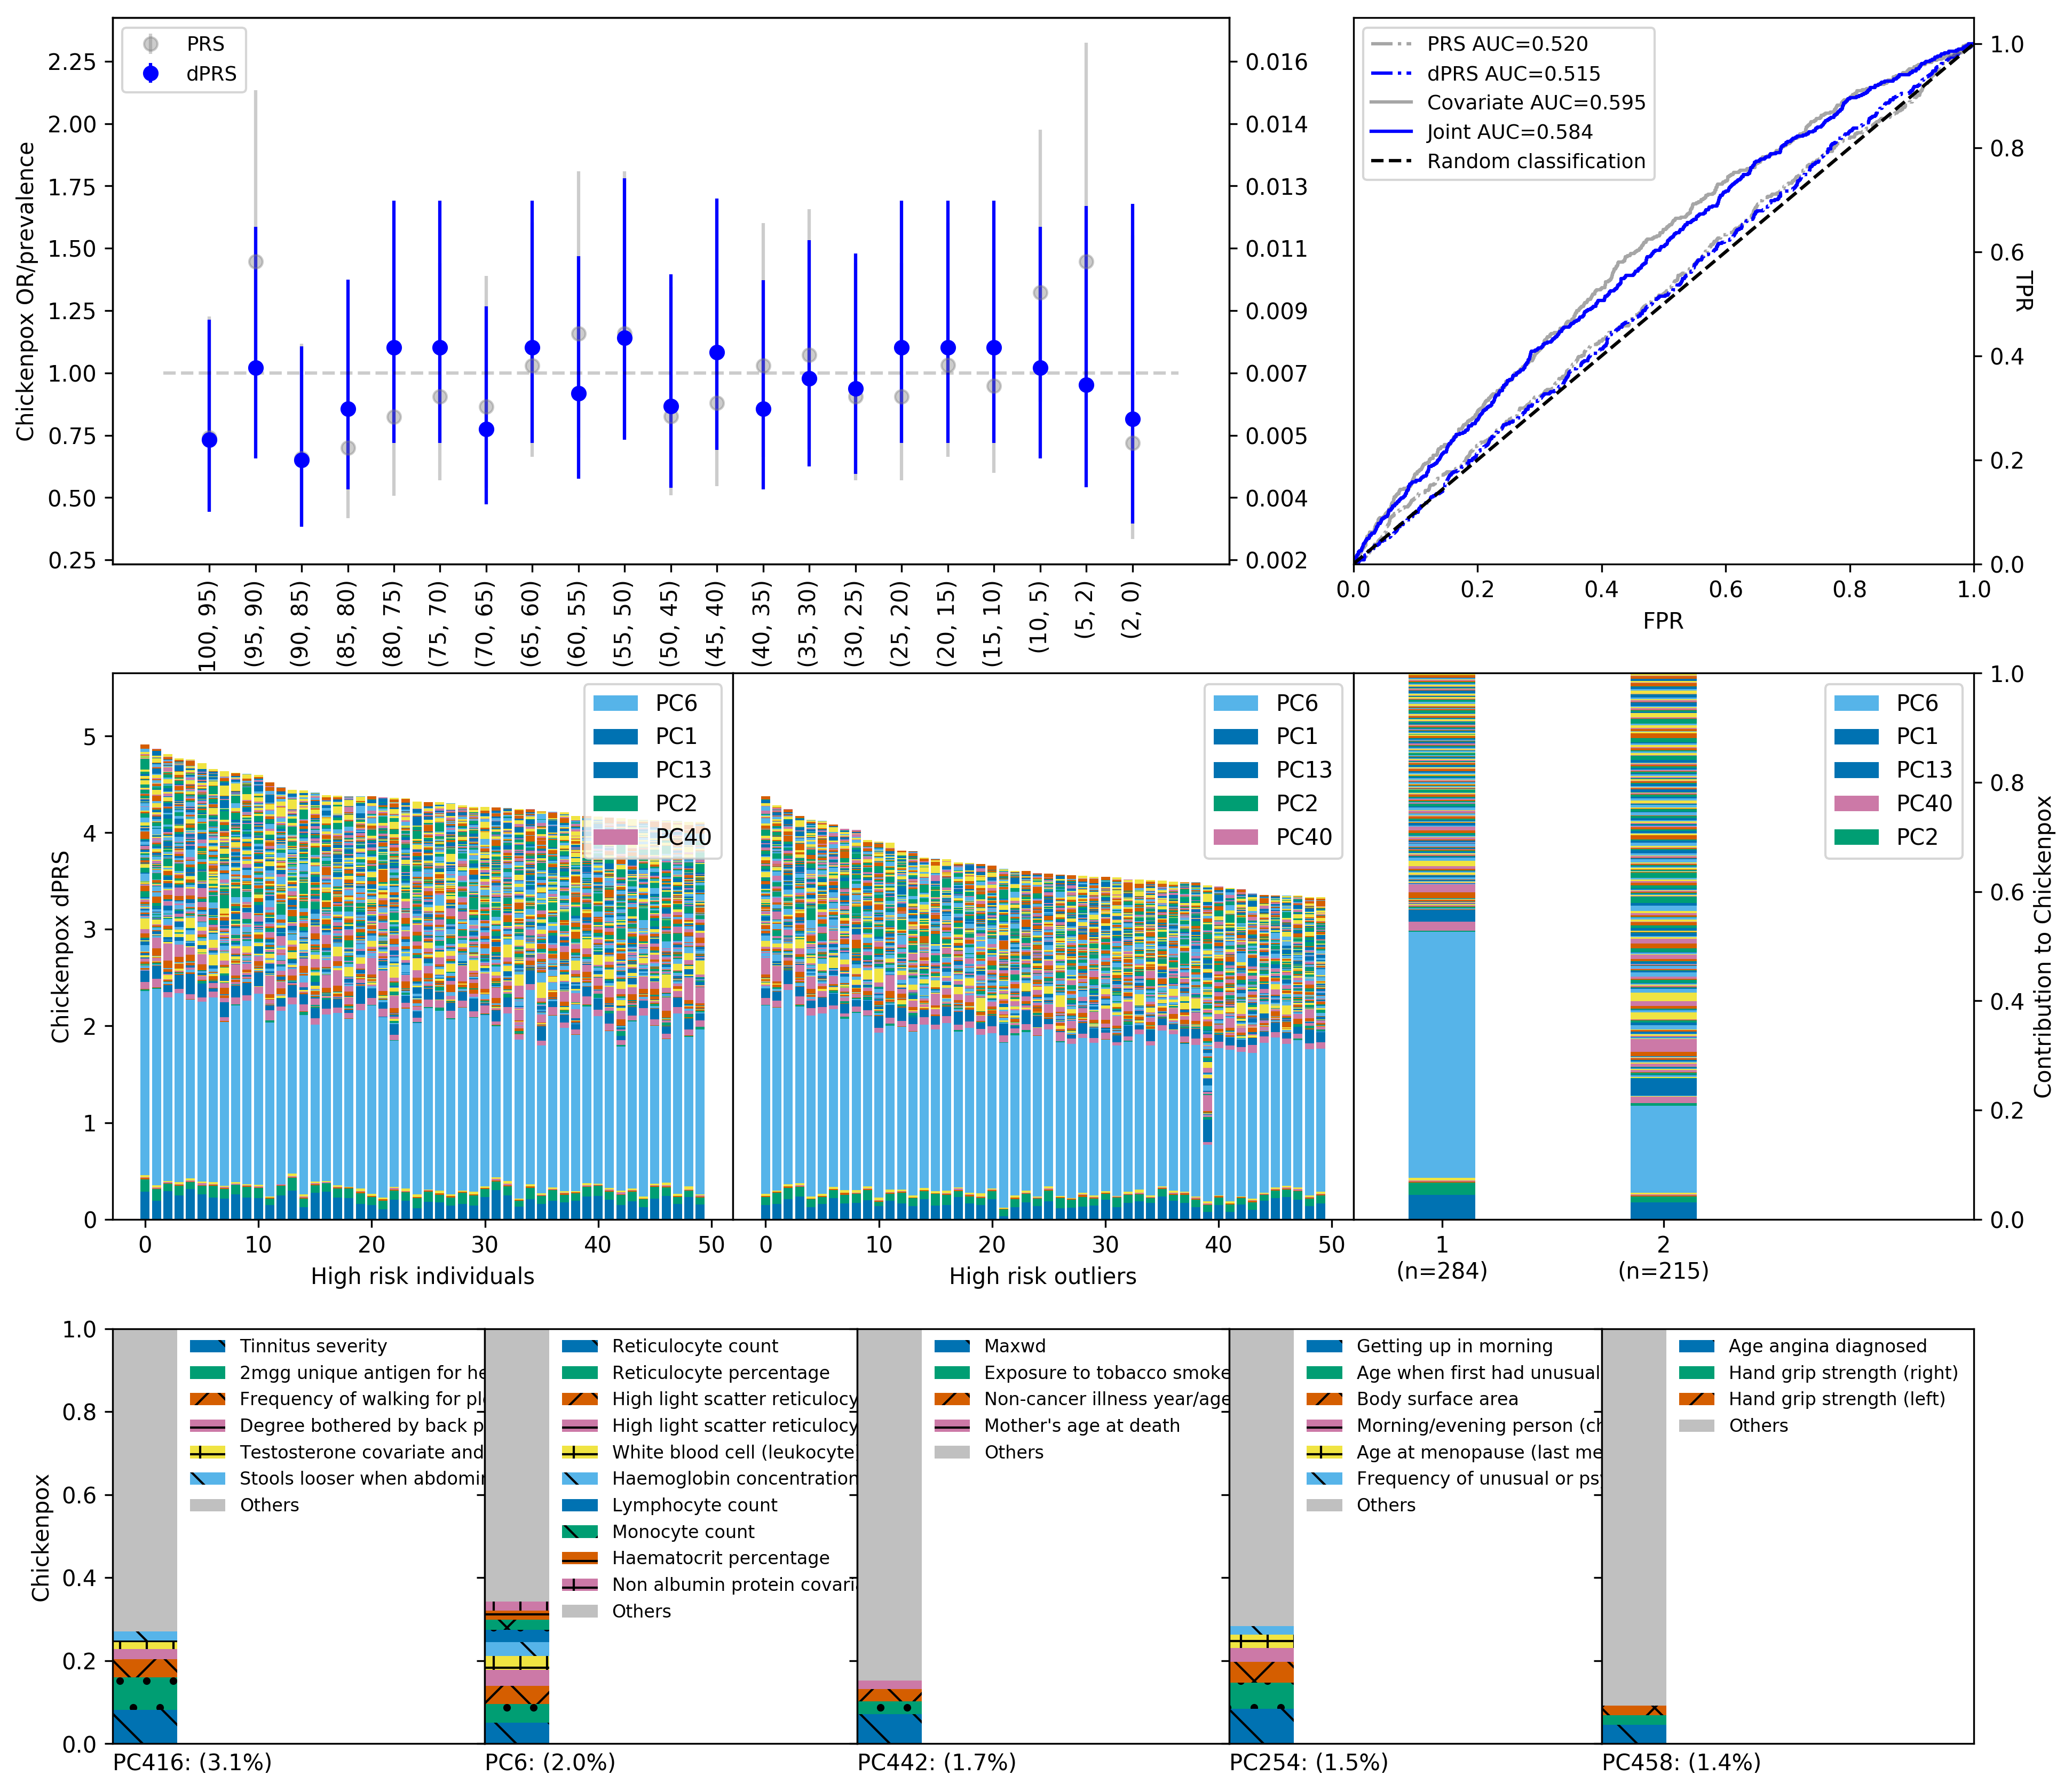 PRS
dPRS
Chickenpox OR/prevalence
2.25
2.00
1.75
1.50
1.25
1.00
0.75
0.50
0.25
0.016
0.014
0.013
0.011
0.009
0.007
0.005
0.004
0.002
100, 95)
(95, 90)
(90, 85)
(85, 80)
(80, 75)
(75, 70)
(70, 65)
(65, 60)
(60, 55)
(55, 50)
(50, 45)
(45, 40)
(40, 35)
(35, 30)
(30, 25)
(25, 20)
(20, 15)
(15, 10)
(10, 5)
(5, 2)
(2, 0)
PRS AUC=0.520
dPRS AUC=0.515
Covariate AUC=0.595
Joint AUC=0.584
Random classification
1.0
0.8
0.6
0.4
0.2
0.0
TPR
0.0 0.2 0.4 0.6 0.8 1.0
FPR
Chickenpox dPRS
5
4
3
2
1
0
PC6
PC1
PC13
PC2
PC40
0 10 20 30 40 50
High risk individuals
PC6
PC1
PC13
PC2
PC40
0 10 20 30 40 50
High risk outliers
PC6
PC1
PC13
PC40
PC2
1 2
(n=284) (n=215)
1.0
0.8
0.6
0.4
0.2
0.0
Contribution to Chickenpox
Chickenpox
1.0
0.8
0.6
0.4
0.2
0.0
Tinnitus severity
2mgg unique antigen for he
Frequency of walking for ple
Degree bothered by back p
Testosterone covariate and
Stools looser when abdomin
Others
PC416: (3.1%)
Reticulocyte count
Reticulocyte percentage
High light scatter reticulocy
High light scatter reticulocy
White blood cell (leukocyte
Haemoglobin concentration
Lymphocyte count
Monocyte count
Haematocrit percentage
Non albumin protein covari
Others
PC6: (2.0%)
Maxwd
Exposure to tobacco smoke
Non-cancer illness year/age
Mother's age at death
Others
PC442: (1.7%)
Getting up in morning
Age when first had unusual
Body surface area
Morning/evening person (ch
Age at menopause (last me
Frequency of unusual or psy
Others
PC254: (1.5%)
Age angina diagnosed
Hand grip strength (right)
Hand grip strength (left)
Others
PC458: (1.4%)